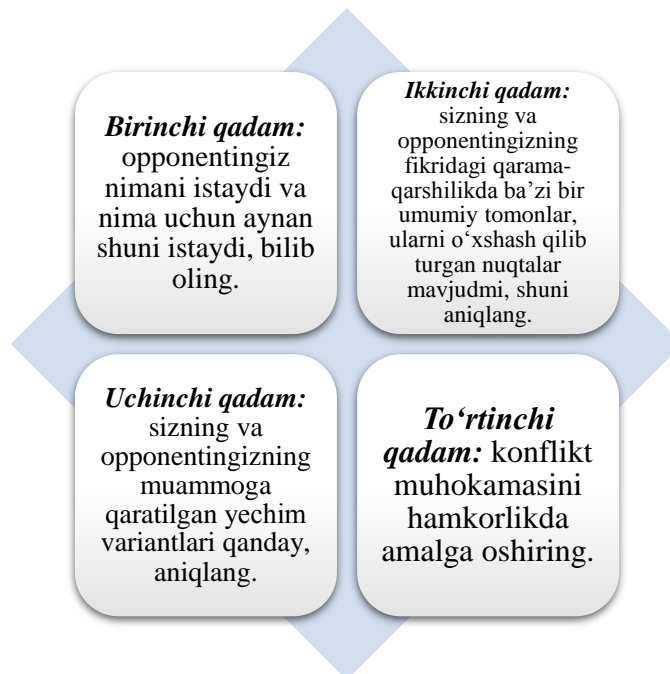 Birinchi qadam:
opponentingiz
nimani istaydi va
nima uchun aynan
shuni istaydi, bilib
oling.
Ikkinchi qadam:
sizning va
opponentingizning
fikridagi qarama-
qarshilikda ba’zi bir
umumiy tomonlar,
ularni o‘xshash qilib
turgan nuqtalar
mavjudmi, shuni
aniqlang.
Uchinchi qadam:
sizning va
opponentingizning
muammoga
qaratilgan yechim
variantlari qanday,
aniqlang.
To‘rtinchi
qadam: konflikt
muhokamasini
hamkorlikda
amalga oshiring.